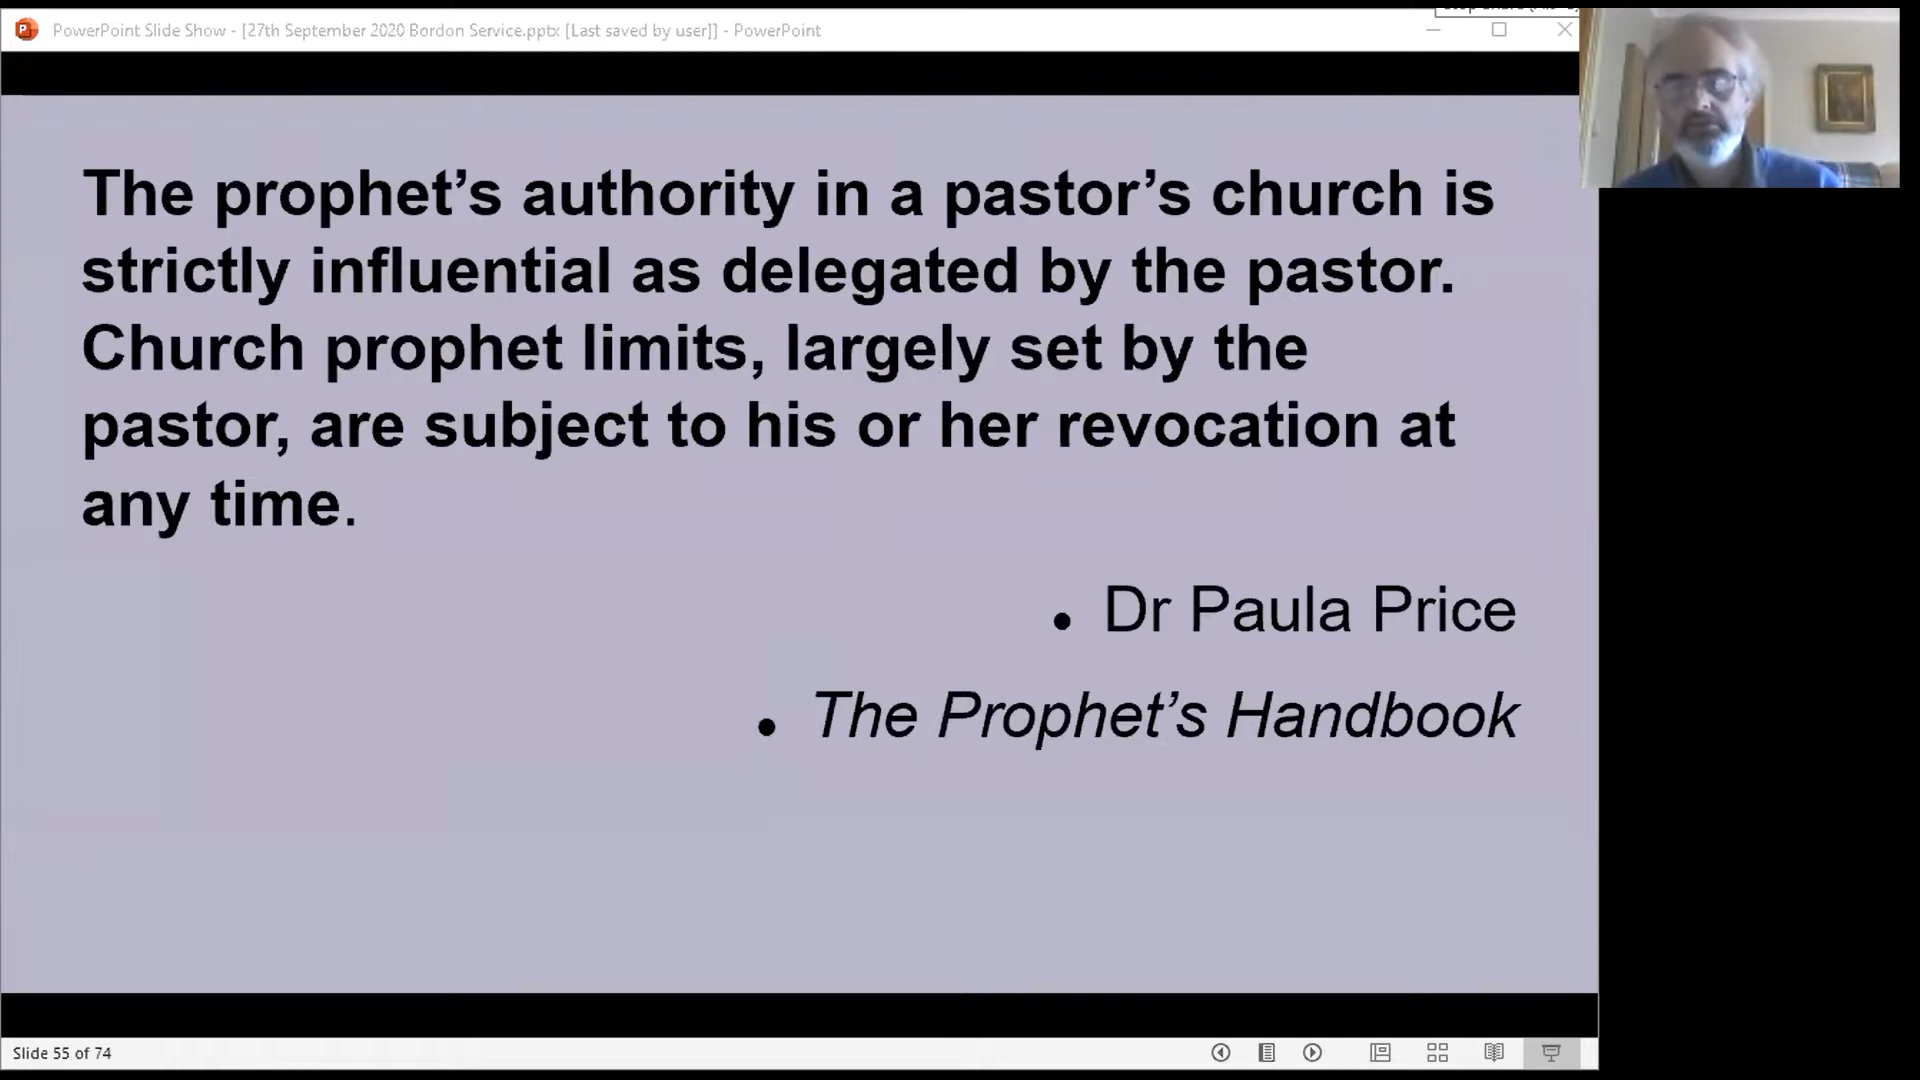 PowerPoint Slide Show - [27th September 2020 Bordon Service.pptx [Last saved by user]] - PowerPoint
The prophet’s authority in a pastor’s church is
strictly influential as delegated by the pastor.
Church prophet limits, largely set by the
pastor, are subject to his or her revocation at
any time.
• Dr Paula Price
• The Prophet’s Handbook
Slide 55 of 74